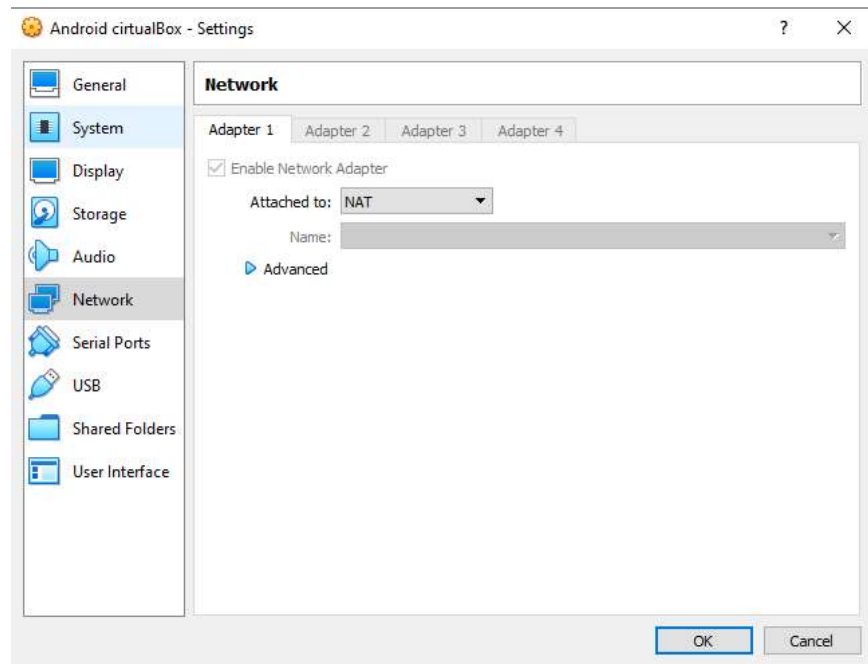 Android cirtualBox - Settings
?
General
System
Display
Storage
Audio
Network
Serial Ports
USB
Shared Folders
User Interface
Network
Adapter 1 Adapter 2 Adapter 3 Adapter 4
Enable Network Adapter
Attached to: NAT
Name:
Advanced
OK Cancel